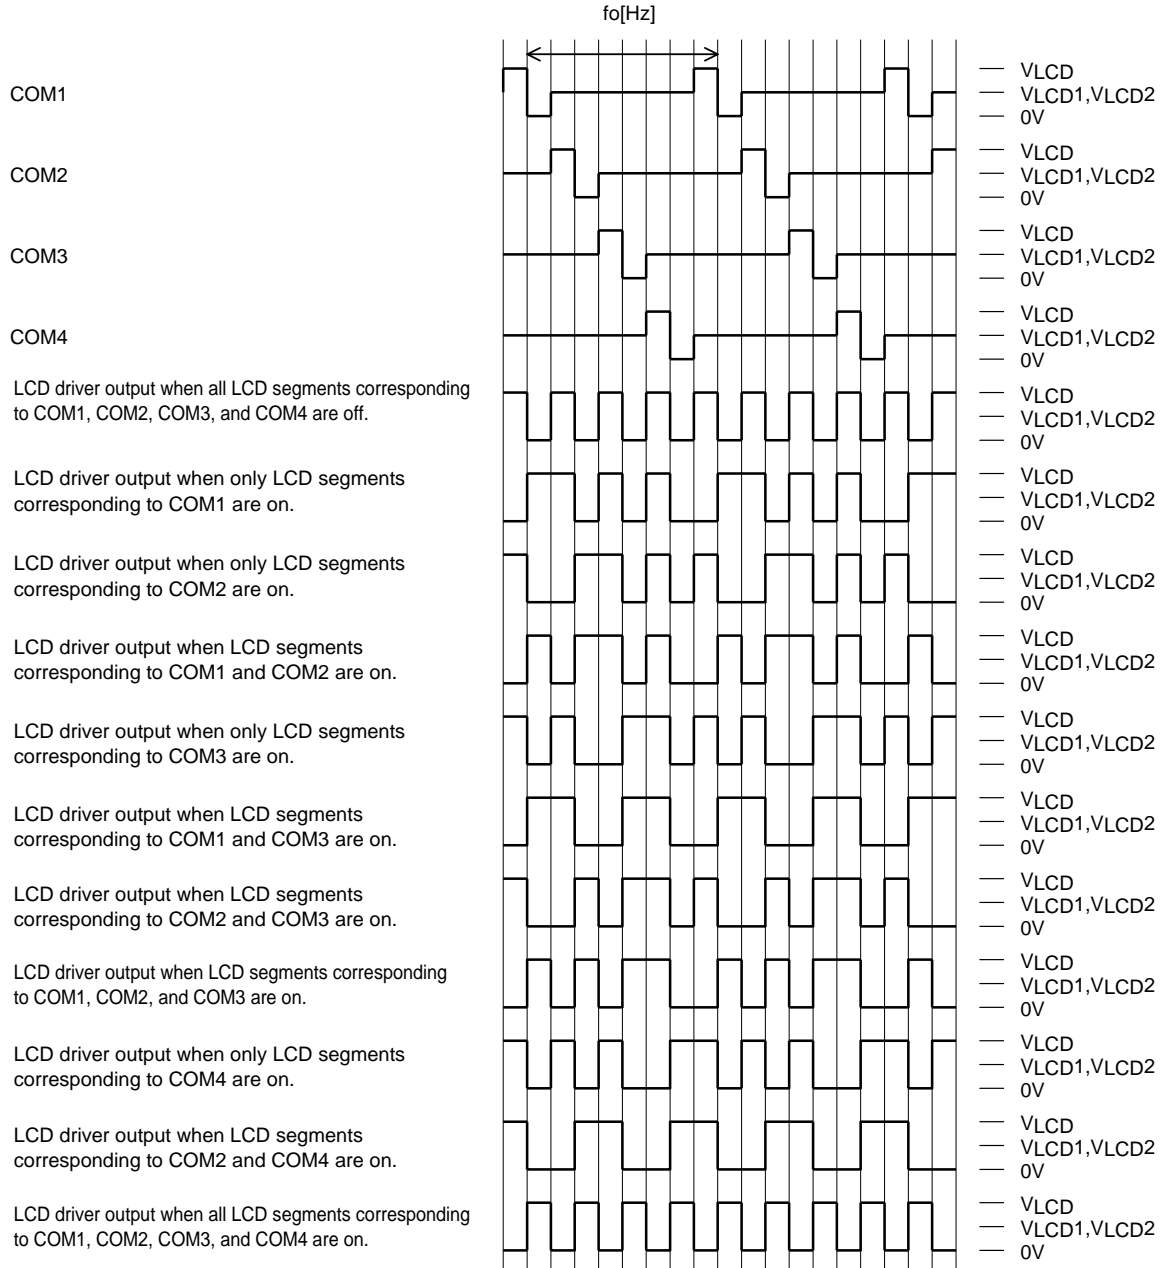 fo[Hz]
COM1
VLCD
VLCD1,VLCD2
0V
COM2
VLCD
VLCD1,VLCD2
0V
COM3
VLCD
VLCD1,VLCD2
0V
COM4
VLCD
VLCD1,VLCD2
0V
LCD driver output when all LCD segments corresponding
to COM1, COM2, COM3, and COM4 are off.
VLCD
VLCD1,VLCD2
0V
LCD driver output when only LCD segments
corresponding to COM1 are on.
VLCD
VLCD1,VLCD2
0V
LCD driver output when only LCD segments
corresponding to COM2 are on.
VLCD
VLCD1,VLCD2
0V
LCD driver output when LCD segments
corresponding to COM1 and COM2 are on.
VLCD
VLCD1,VLCD2
0V
LCD driver output when only LCD segments
corresponding to COM3 are on.
VLCD
VLCD1,VLCD2
0V
LCD driver output when LCD segments
corresponding to COM1 and COM3 are on.
VLCD
VLCD1,VLCD2
0V
LCD driver output when LCD segments
corresponding to COM2 and COM3 are on.
VLCD
VLCD1,VLCD2
0V
LCD driver output when LCD segments corresponding
to COM1, COM2, and COM3 are on.
VLCD
VLCD1,VLCD2
0V
LCD driver output when only LCD segments
corresponding to COM4 are on.
VLCD
VLCD1,VLCD2
0V
LCD driver output when LCD segments
corresponding to COM2 and COM4 are on.
VLCD
VLCD1,VLCD2
0V
LCD driver output when all LCD segments corresponding
to COM1, COM2, COM3, and COM4 are on.
VLCD
VLCD1,VLCD2
0V